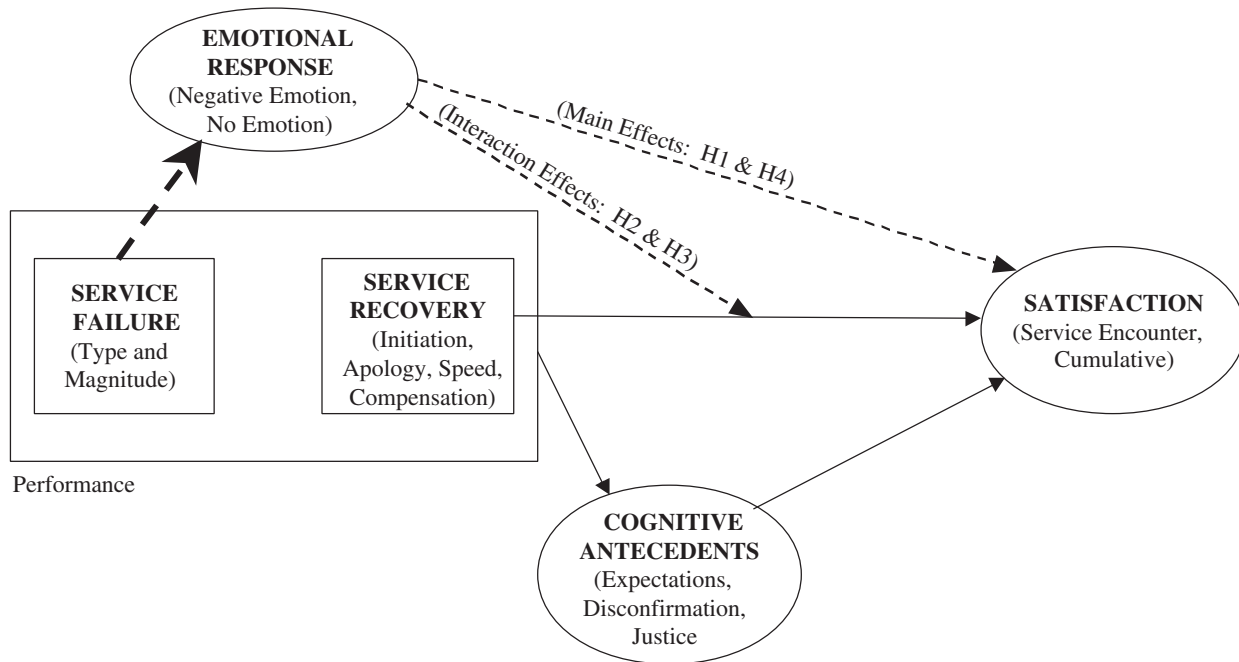 EMOTIONAL
RESPONSE
(Negative Emotion,
No Emotion)
(Main Effects: H1 & H4)
(Interaction Effects: H2 & H3)
SERVICE
FAILURE
(Type and
Magnitude)
SERVICE
RECOVERY
(Initiation,
Apology, Speed,
Compensation)
SATISFACTION
(Service Encounter,
Cumulative)
Performance
COGNITIVE
ANTECEDENTS
(Expectations,
Disconfirmation,
Justice